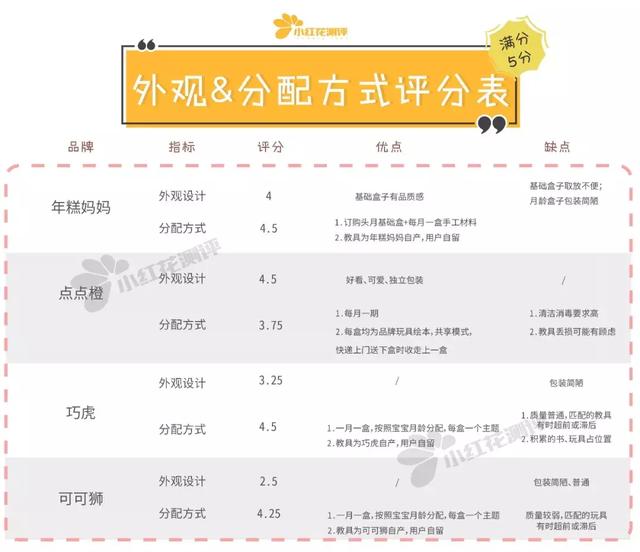 小红花测评
满分
5分
外观&分配方式评分表
品牌 指标 评分 优点 缺点
年糕妈妈
外观设计 4 基础盒子有品质感 基础盒子取放不便;
月龄盒子包装简陋
分配方式 4.5 1.订购头月基础盒+每月一盒手工材料
2.教具为年糕妈妈自产,用户自留
小红花测评
点点橙
外观设计 4.5 好看、可爱、独立包装 /
分配方式 3.75 1.每月一期
2.每盒均为品牌玩具绘本,共享模式,
快递上门送下盒时收走上一盒
1.清洁消毒要求高
2.教具丢损可能有顾虑
巧虎
外观设计 3.25 / 包装简陋
分配方式 4.5 1.一月一盒,按照宝宝月龄分配,每盒一个主题
2.教具为巧虎自产,用户自留
1.质量普通,匹配的教具
有时超前或滞后
2.积累的书、玩具占位置
小红花测评
可可狮
外观设计 2.5 / 包装简陋、普通
分配方式 4.25 1.一月一盒,按照宝宝月龄分配,每盒一个主题
2.教具为可可狮自产,用户自留
质量较弱,匹配的玩具
有时超前或滞后